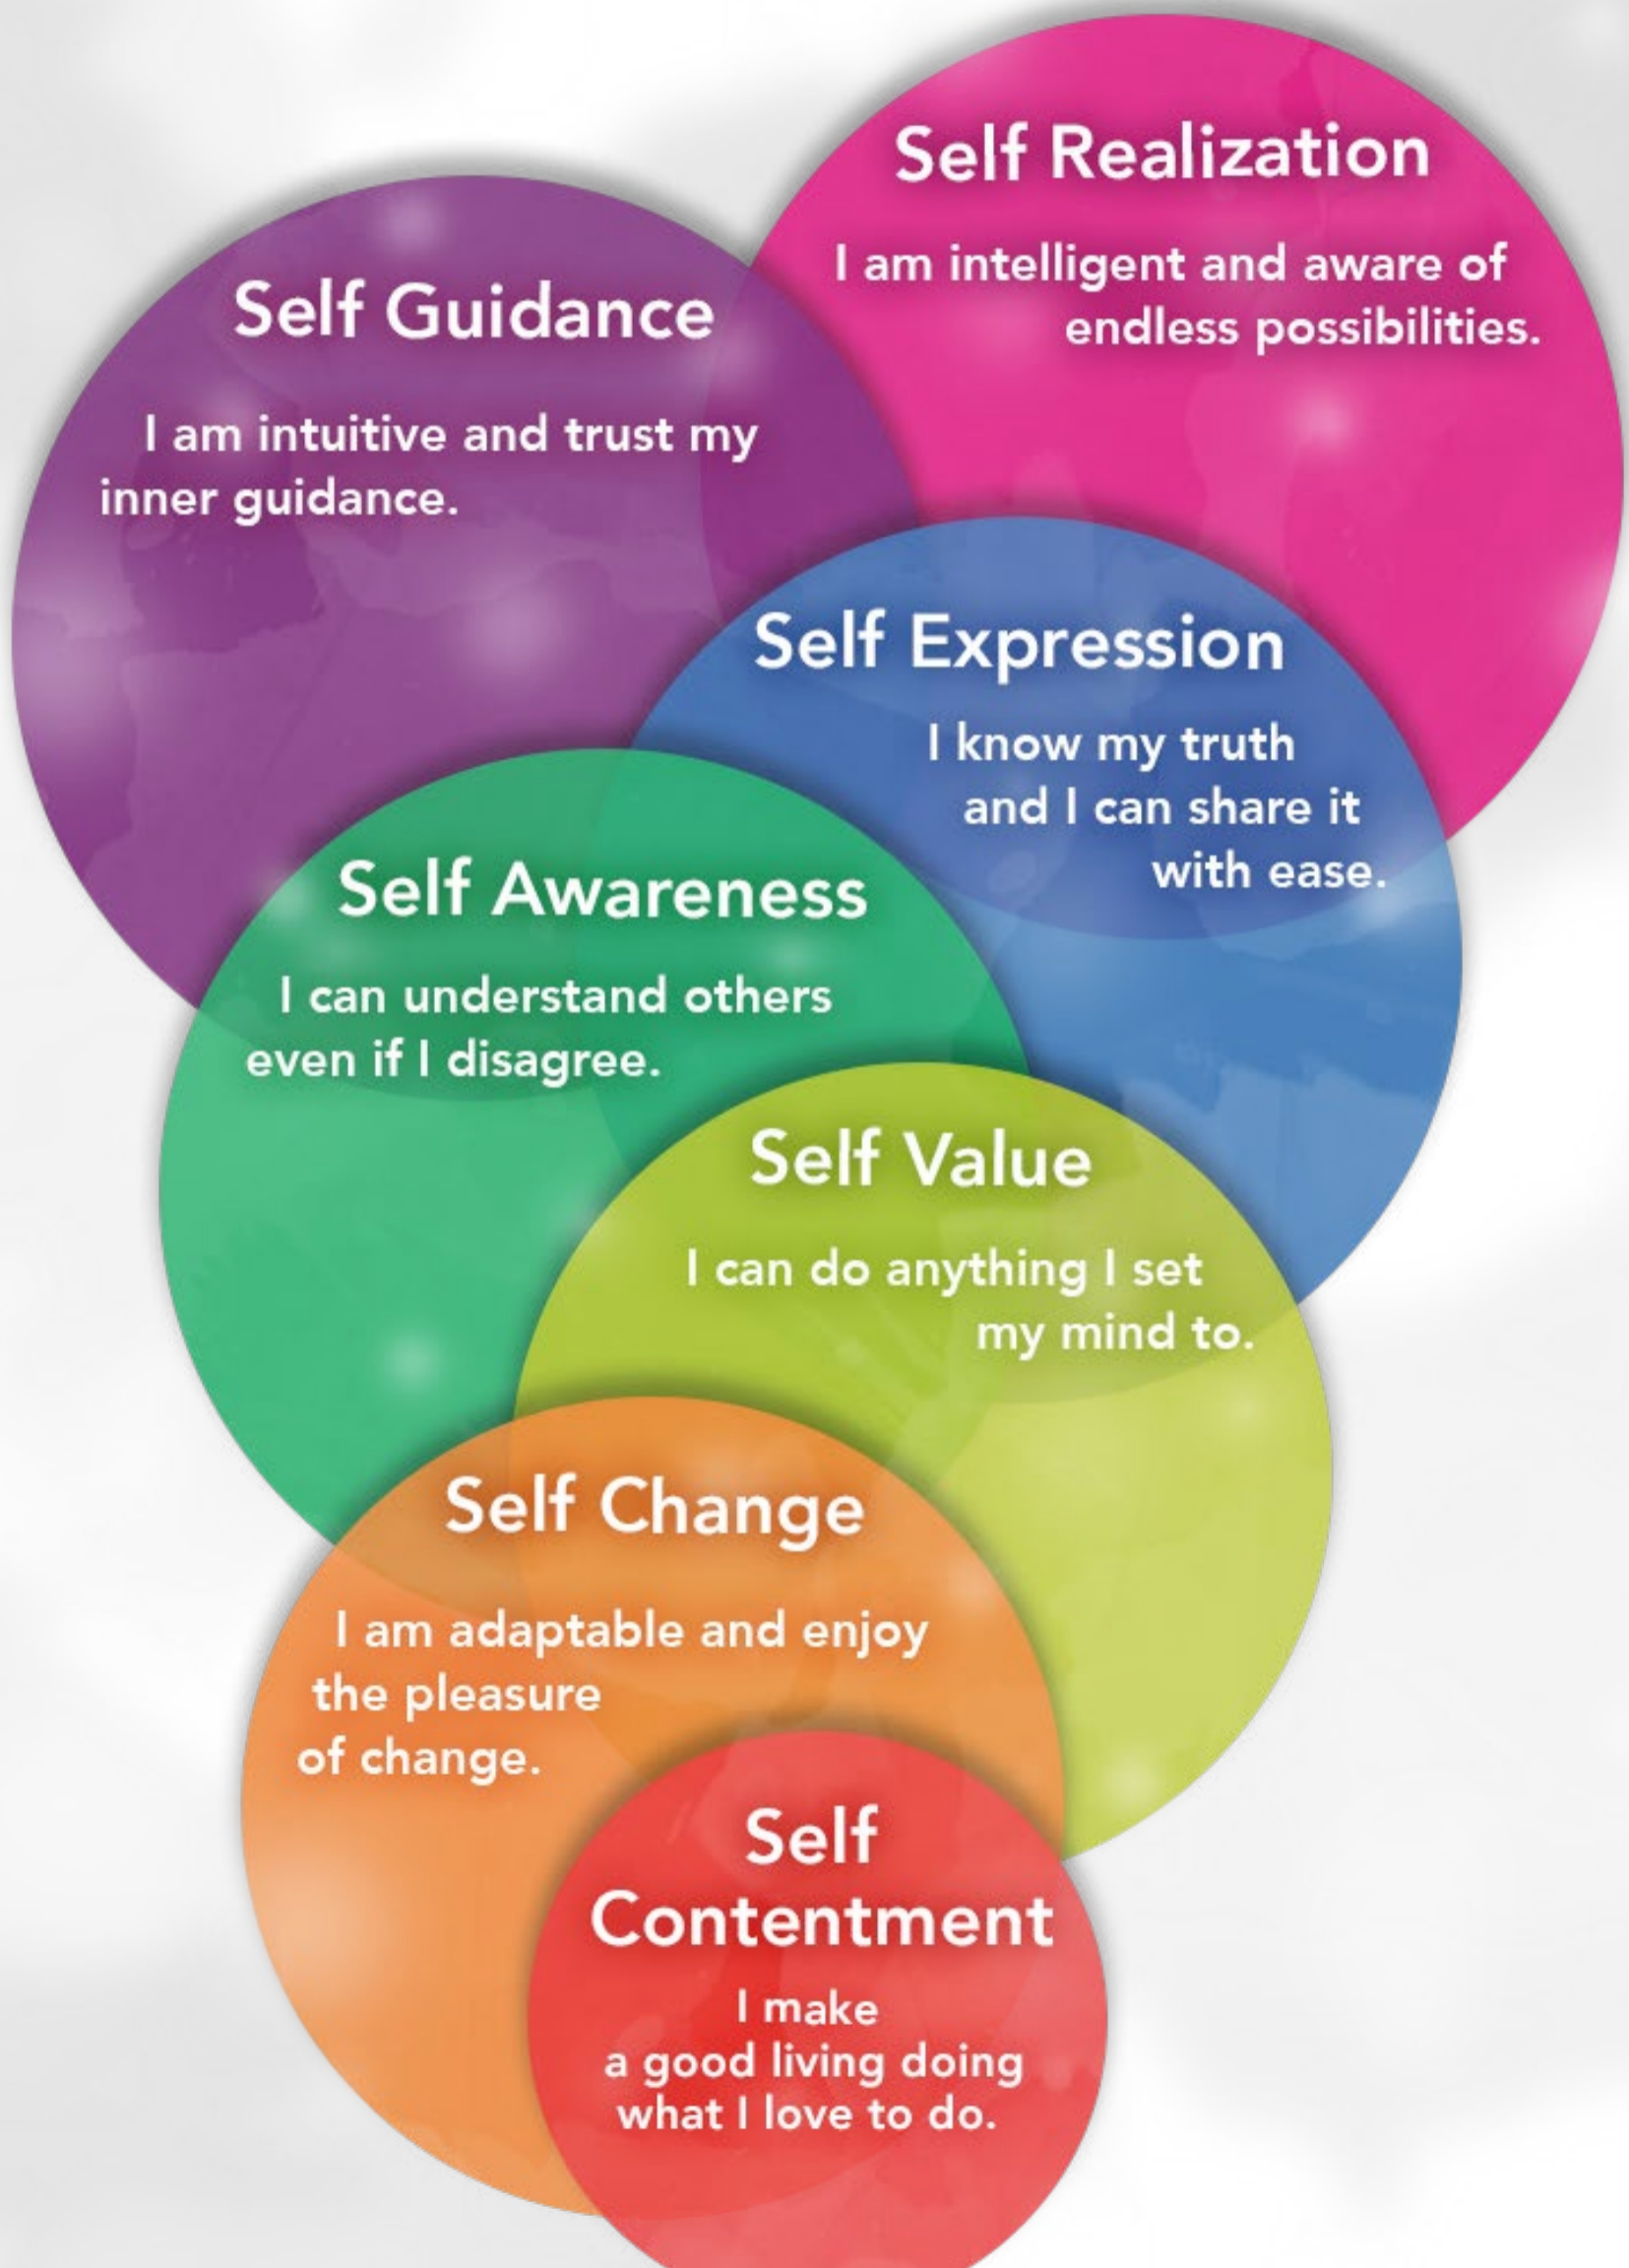 Self Realization
I am intelligent and aware of
endless possibilities.
Self Guidance
I am intuitive and trust my
inner guidance.
Self Expression
I know my truth
and I can share it
with ease.
Self Awareness
I can understand others
even if I disagree.
Self Value
I can do anything I set
my mind to.
Self Change
I am adaptable and enjoy
the pleasure
of change.
Self
Contentment
I make
a good living doing
what I love to do.